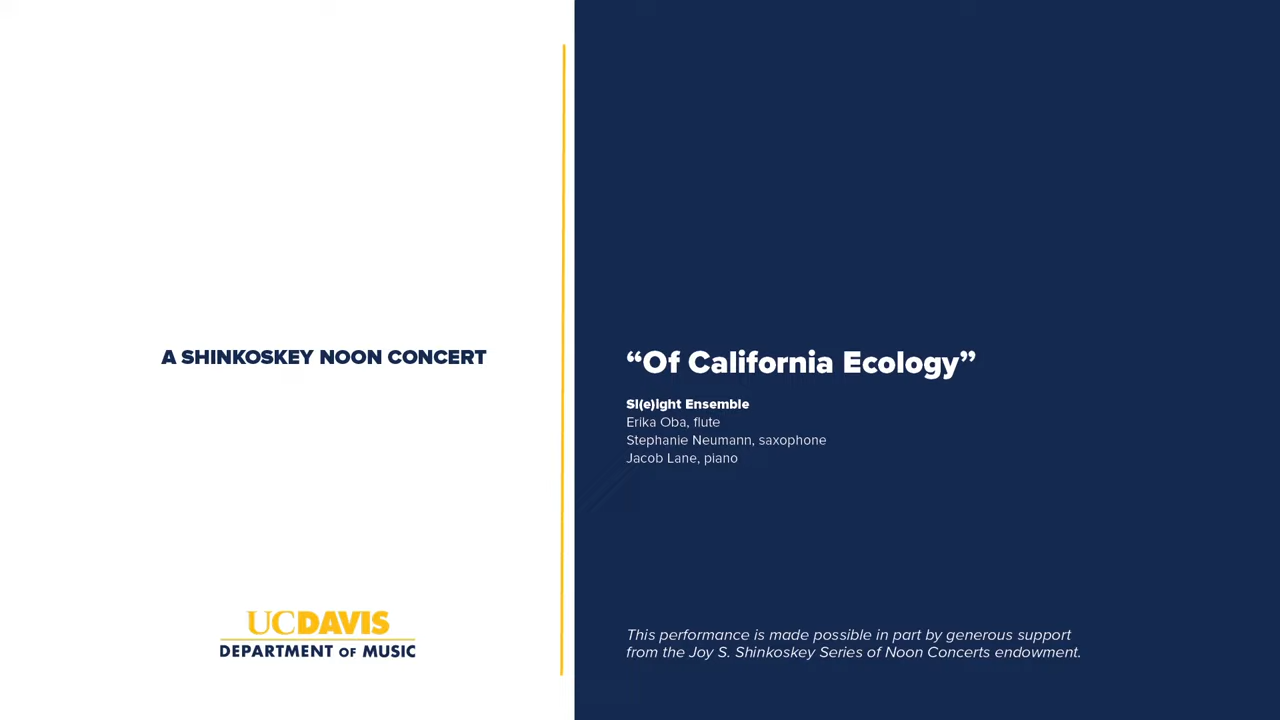 A SHINKOSKEY NOON CONCERT
UCDAVIS
DEPARTMENT OF MUSIC
“Of California Ecology”
Sl(e)ight Ensemble
Erika Oba, flute
Stephanie Neumann, saxophone
Jacob Lane, piano
This performance is made possible in part by generous support
from the Joy S. Shinkoskey Series of Noon Concerts endowment.